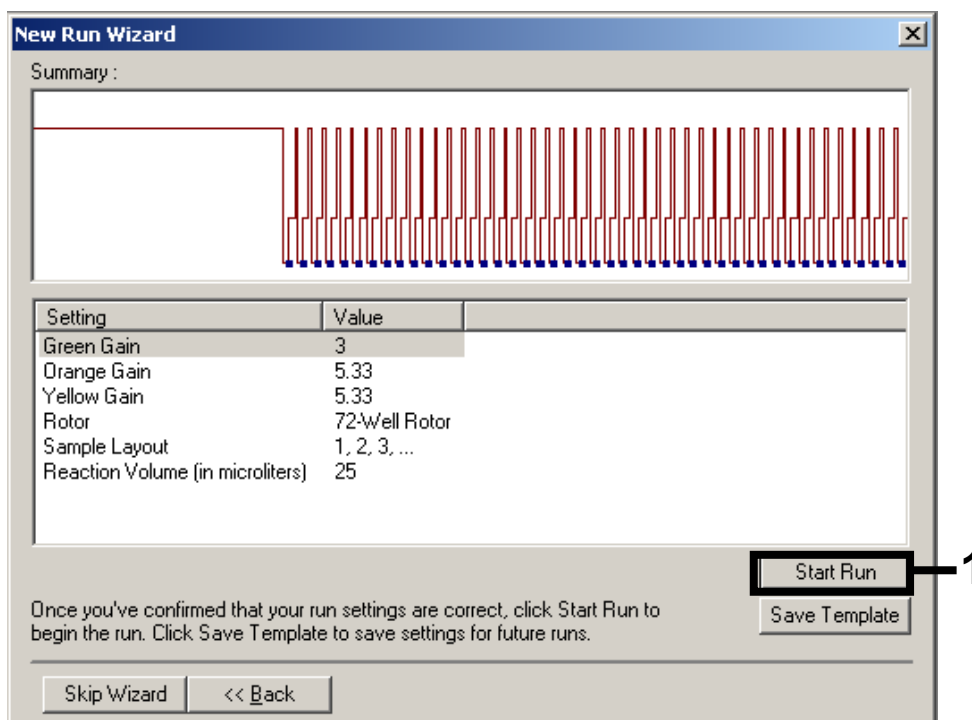 New Run Wizard
Summary :
Setting Value
Green Gain 3
Orange Gain 5.33
Yellow Gain 5.33
Rotor 72-Well Rotor
Sample Layout 1, 2, 3, ...
Reaction Volume (in microliters) 25
Start Run 1
Once you've confirmed that your run settings are correct, click Start Run to
begin the run. Click Save Template to save settings for future runs.
Save Template
Skip Wizard << Back